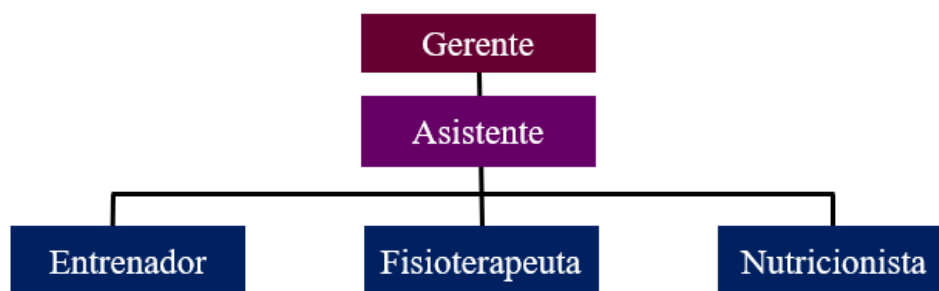 Gerente
Asistente
Entrenador
Fisioterapeuta
Nutricionista